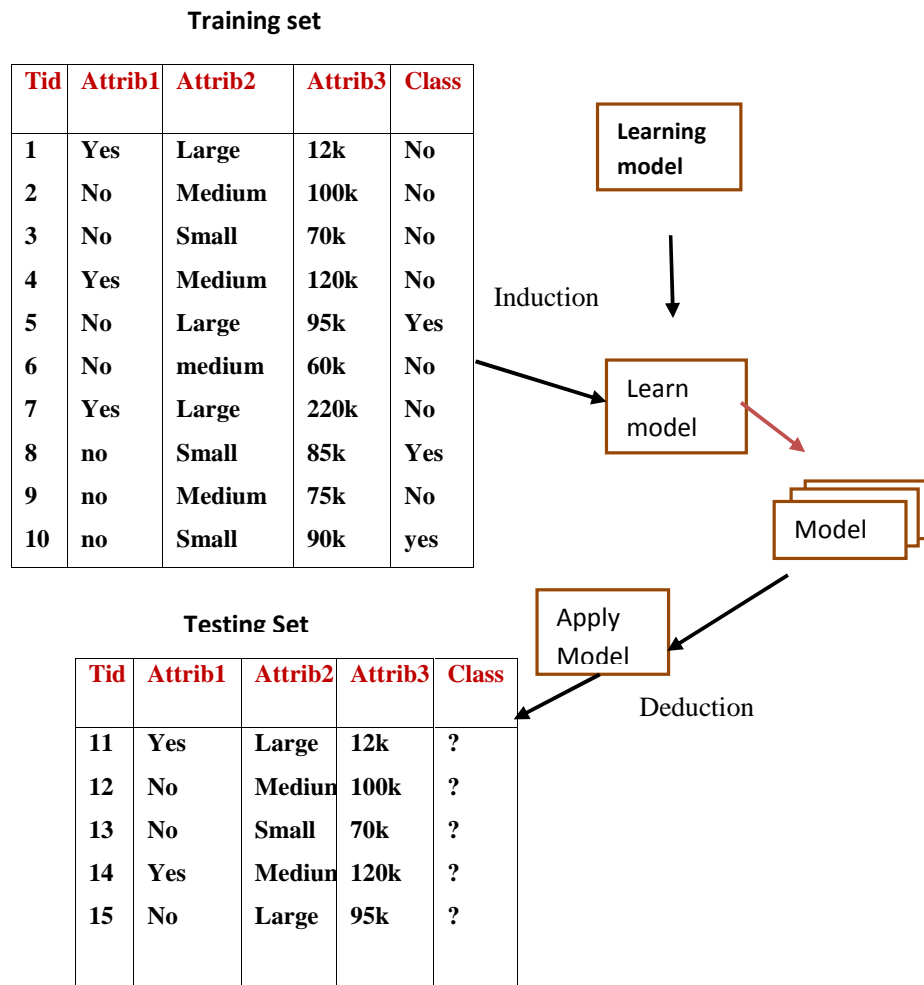 Training set
Tid Attrib1 Attrib2 Attrib3 Class
1 Yes Large 12k No
2 No Medium 100k No
3 No Small 70k No
4 Yes Medium 120k No
5 No Large 95k Yes
6 No medium 60k No
7 Yes Large 220k No
8 no Small 85k Yes
9 no Medium 75k No
10 no Small 90k yes
Learning
model
Induction
Learn
model
Model
Apply
Model
Deduction
Testing Set
Tid Attrib1 Attrib2 Attrib3 Class
11 Yes Large 12k ?
12 No Medium 100k ?
13 No Small 70k ?
14 Yes Medium 120k ?
15 No Large 95k ?